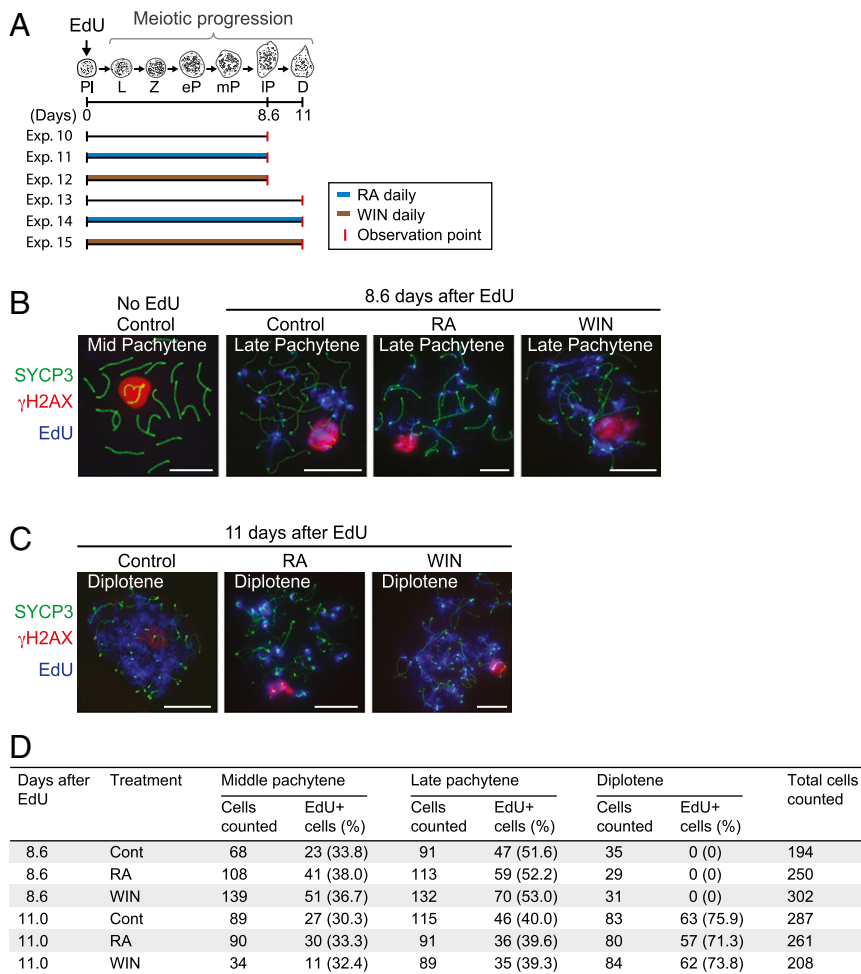 A
EdU
Meiotic progression
Pl L Z eP mP lP D
(Days) 0 8.6 11
Exp. 10
Exp. 11
Exp. 12
Exp. 13
Exp. 14
Exp. 15
RA daily
WIN daily
Observation point
B
No EdU
Control
8.6 days after EdU
Control RA WIN
Mid Pachytene Late Pachytene Late Pachytene Late Pachytene
SYCP3
γH2AX
EdU
C
11 days after EdU
Control RA WIN
Diplotene Diplotene Diplotene
SYCP3
γH2AX
EdU
D
Days after EdU Treatment Middle pachytene Late pachytene Diplotene Total cells counted
Cells counted EdU+ cells (%) Cells counted EdU+ cells (%) Cells counted EdU+ cells (%)
8.6 Cont 68 23 (33.8) 91 47 (51.6) 35 0 (0) 194
8.6 RA 108 41 (38.0) 113 59 (52.2) 29 0 (0) 250
8.6 WIN 139 51 (36.7) 132 70 (53.0) 31 0 (0) 302
11.0 Cont 89 27 (30.3) 115 46 (40.0) 83 63 (75.9) 287
11.0 RA 90 30 (33.3) 91 36 (39.6) 80 57 (71.3) 261
11.0 WIN 34 11 (32.4) 89 35 (39.3) 84 62 (73.8) 208